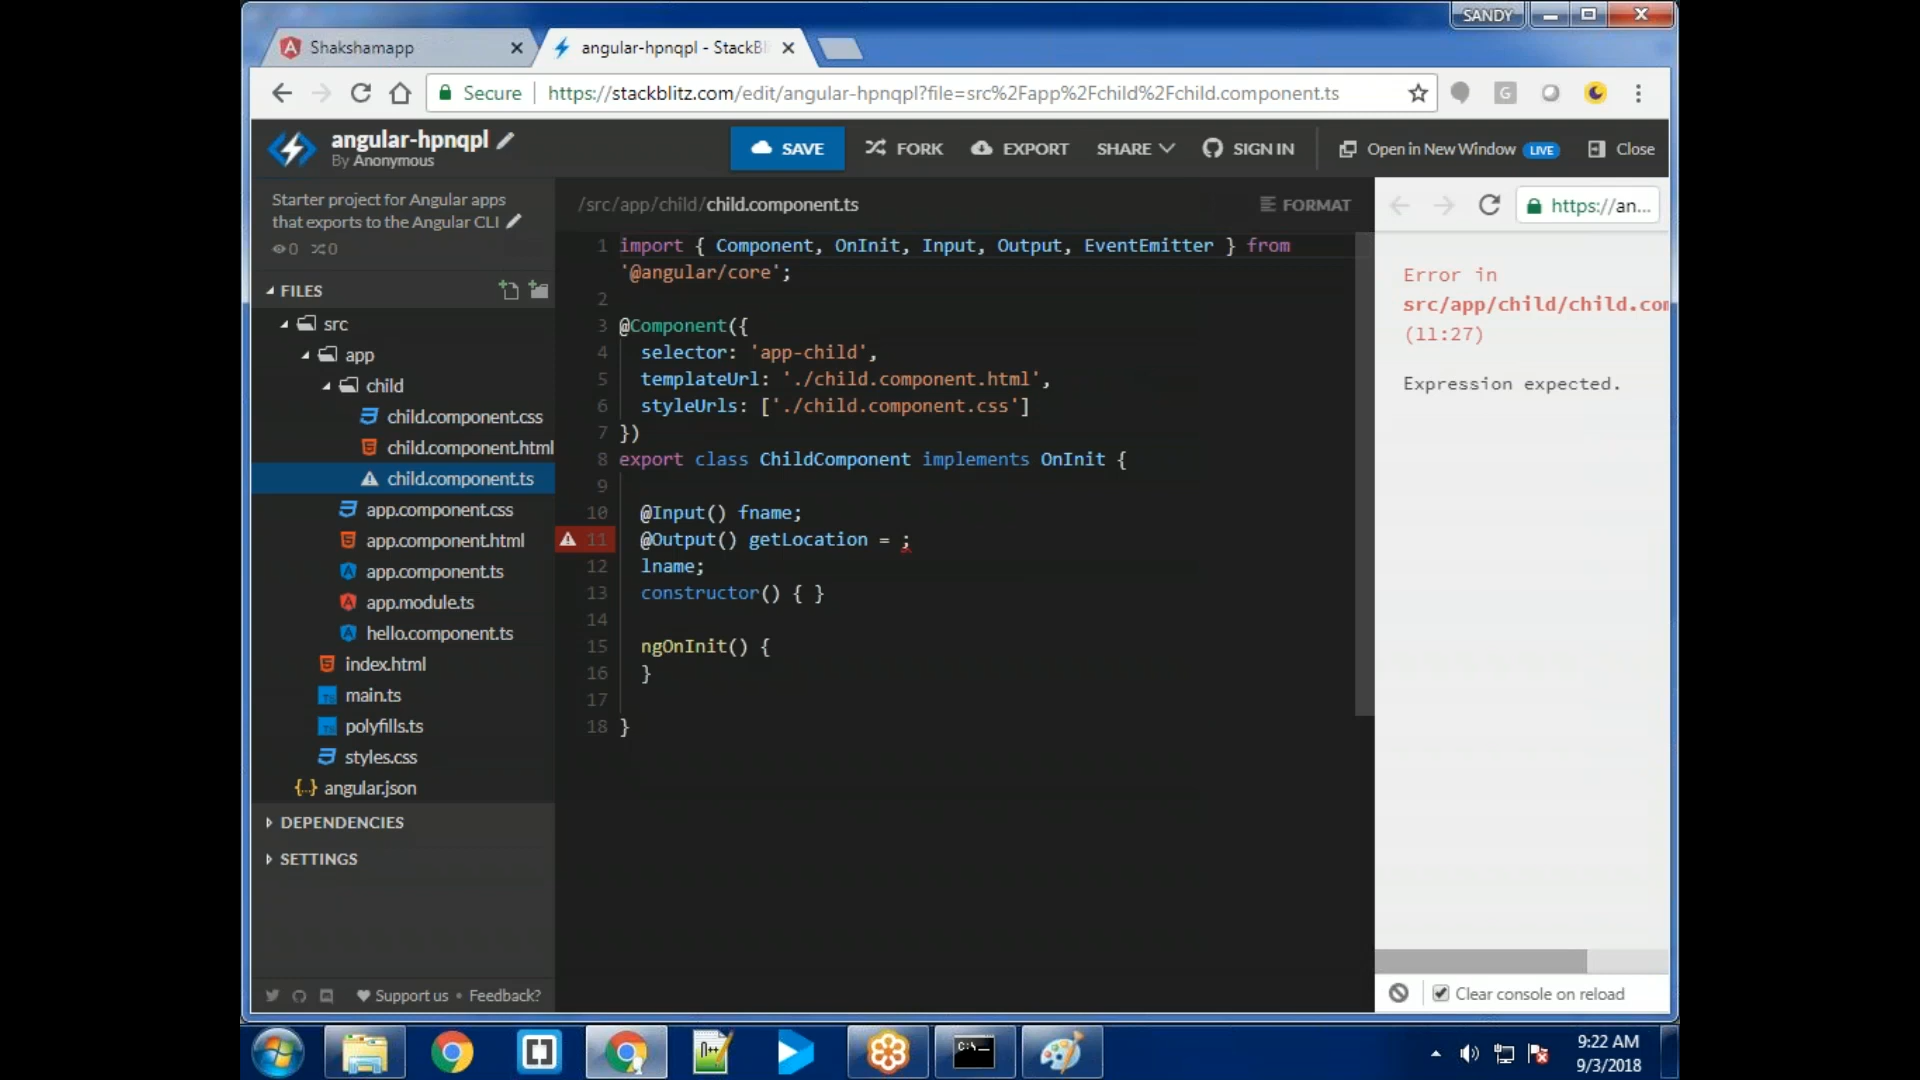 SANDY
Shakshamapp
angular-hpnqpl - StackBl
Secure
https://stackblitz.com/edit/angular-hpnqpl?file=src%2Fapp%2Fchild%2Fchild.component.ts
G
angular-hpnqpl
By Anonymous
SAVE
FORK
EXPORT
SHARE
SIGN IN
Open in New Window LIVE
Close
Starter project for Angular apps
that exports to the Angular CLI
0 0
FILES
src
app
child
child.component.css
child.component.html
child.component.ts
app.component.css
app.component.html
app.component.ts
app.module.ts
hello.component.ts
index.html
main.ts
polyfills.ts
styles.css
{..} angular.json
DEPENDENCIES
SETTINGS
Support us • Feedback?
/src/app/child/child.component.ts
FORMAT
1 import { Component, OnInit, Input, Output, EventEmitter } from
'@angular/core';
2
3 @Component({
4 selector: 'app-child',
5 templateUrl: './child.component.html',
6 styleUrls: ['./child.component.css']
7 })
8 export class ChildComponent implements OnInit {
9
10 @Input() fname;
11 @Output() getLocation = ;
12 lname;
13 constructor() { }
14
15 ngOnInit() {
16 }
17
18 }
https://an...
Error in
src/app/child/child.com
(11:27)
Expression expected.
Clear console on reload
9:22 AM
9/3/2018